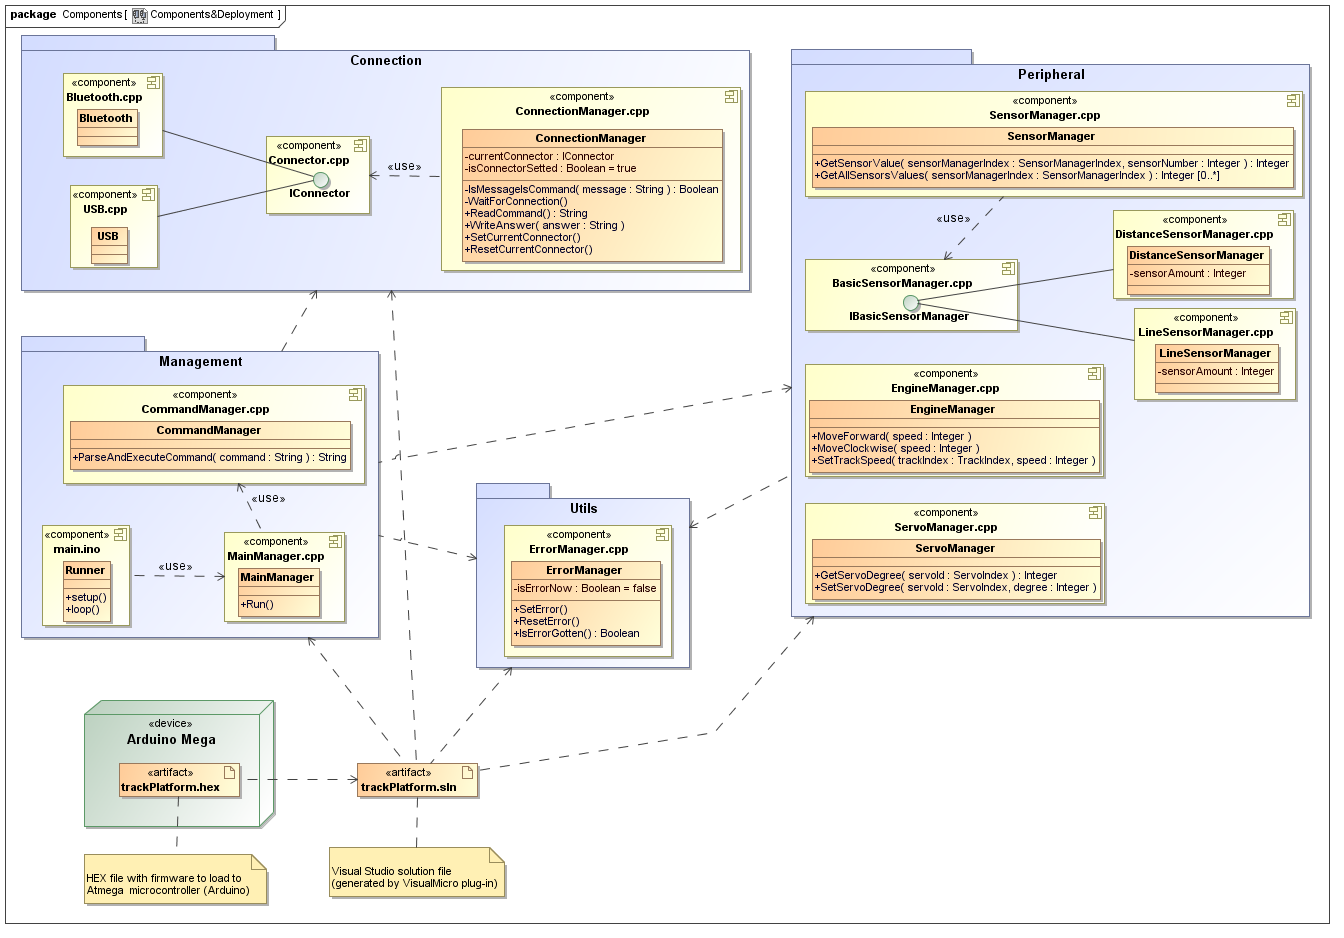 package Components [ Components&Deployment ]
Connection
«component»
Bluetooth.cpp
Bluetooth
«component»
USB.cpp
USB
«component»
Connector.cpp
IConnector
«use»
«component»
ConnectionManager.cpp
ConnectionManager
-currentConnector : IConnector
-isConnectorSetted : Boolean = true
-IsMessageIsCommand( message : String ) : Boolean
-WaitForConnection()
+ReadCommand() : String
+WriteAnswer( answer : String )
+SetCurrentConnector()
+ResetCurrentConnector()
Peripheral
«component»
SensorManager.cpp
SensorManager
+GetSensorValue( sensorManagerIndex : SensorManagerIndex, sensorNumber : Integer ) : Integer
+GetAllSensorsValues( sensorManagerIndex : SensorManagerIndex ) : Integer [0..*]
«use»
«component»
BasicSensorManager.cpp
IBasicSensorManager
«component»
DistanceSensorManager.cpp
DistanceSensorManager
-sensorAmount : Integer
«component»
LineSensorManager.cpp
LineSensorManager
-sensorAmount : Integer
«component»
EngineManager.cpp
EngineManager
+MoveForward( speed : Integer )
+MoveClockwise( speed : Integer )
+SetTrackSpeed( trackIndex : TrackIndex, speed : Integer )
«component»
ServoManager.cpp
ServoManager
+GetServoDegree( servoId : ServoIndex ) : Integer
+SetServoDegree( servoId : ServoIndex, degree : Integer )
Management
«component»
CommandManager.cpp
CommandManager
+ParseAndExecuteCommand( command : String ) : String
«use»
«component»
main.ino
Runner
+setup()
+loop()
«use»
«component»
MainManager.cpp
MainManager
+Run()
Utils
«component»
ErrorManager.cpp
ErrorManager
-isErrorNow : Boolean = false
+SetError()
+ResetError()
+IsErrorGotten() : Boolean
«device»
Arduino Mega
«artifact»
trackPlatform.hex
«artifact»
trackPlatform.sln
HEX file with firmware to load to
Atmega microcontroller (Arduino)
Visual Studio solution file
(generated by VisualMicro plug-in)